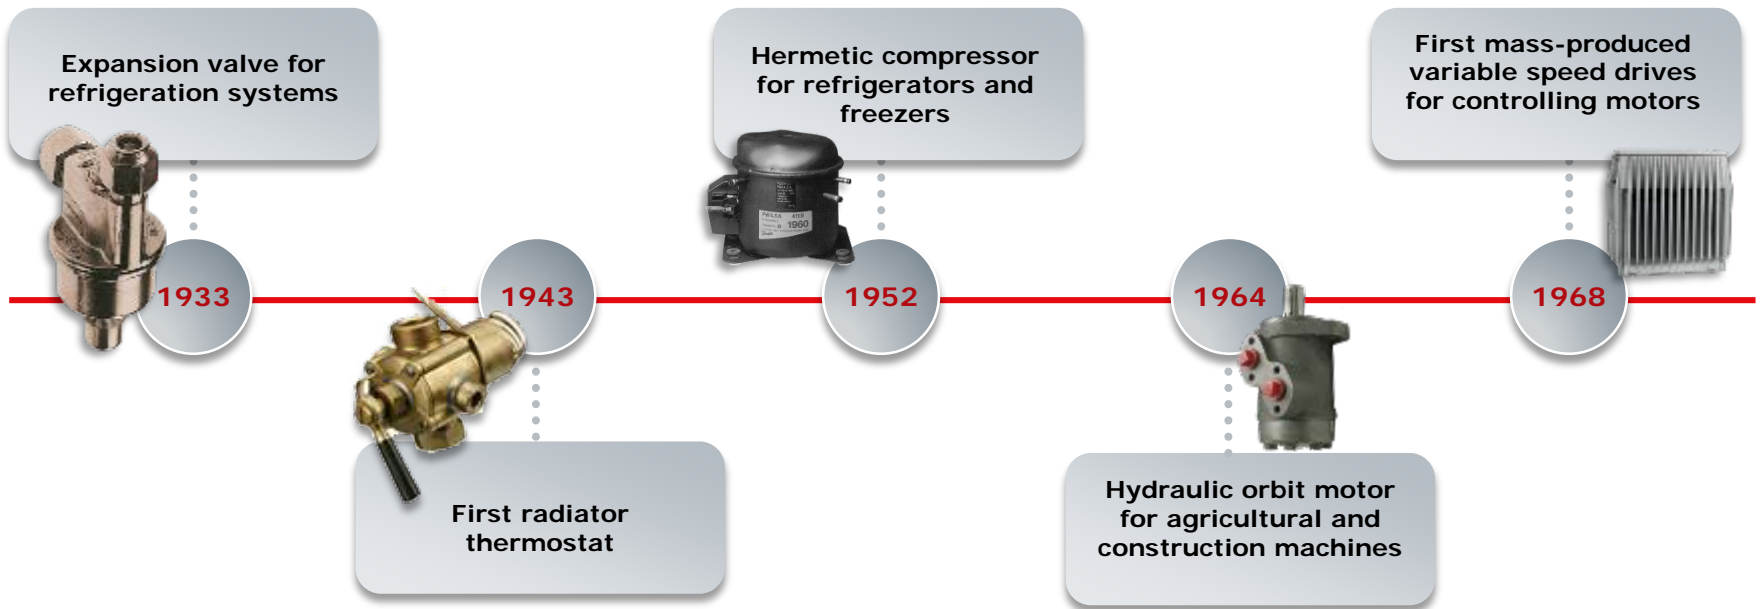 Expansion valve for
refrigeration systems
Hermetic compressor
for refrigerators and
freezers
First mass-produced
variable speed drives
for controlling motors
1960
1933
1943
1952
1964
1968
First radiator
thermostat
Hydraulic orbit motor
for agricultural and
construction machines